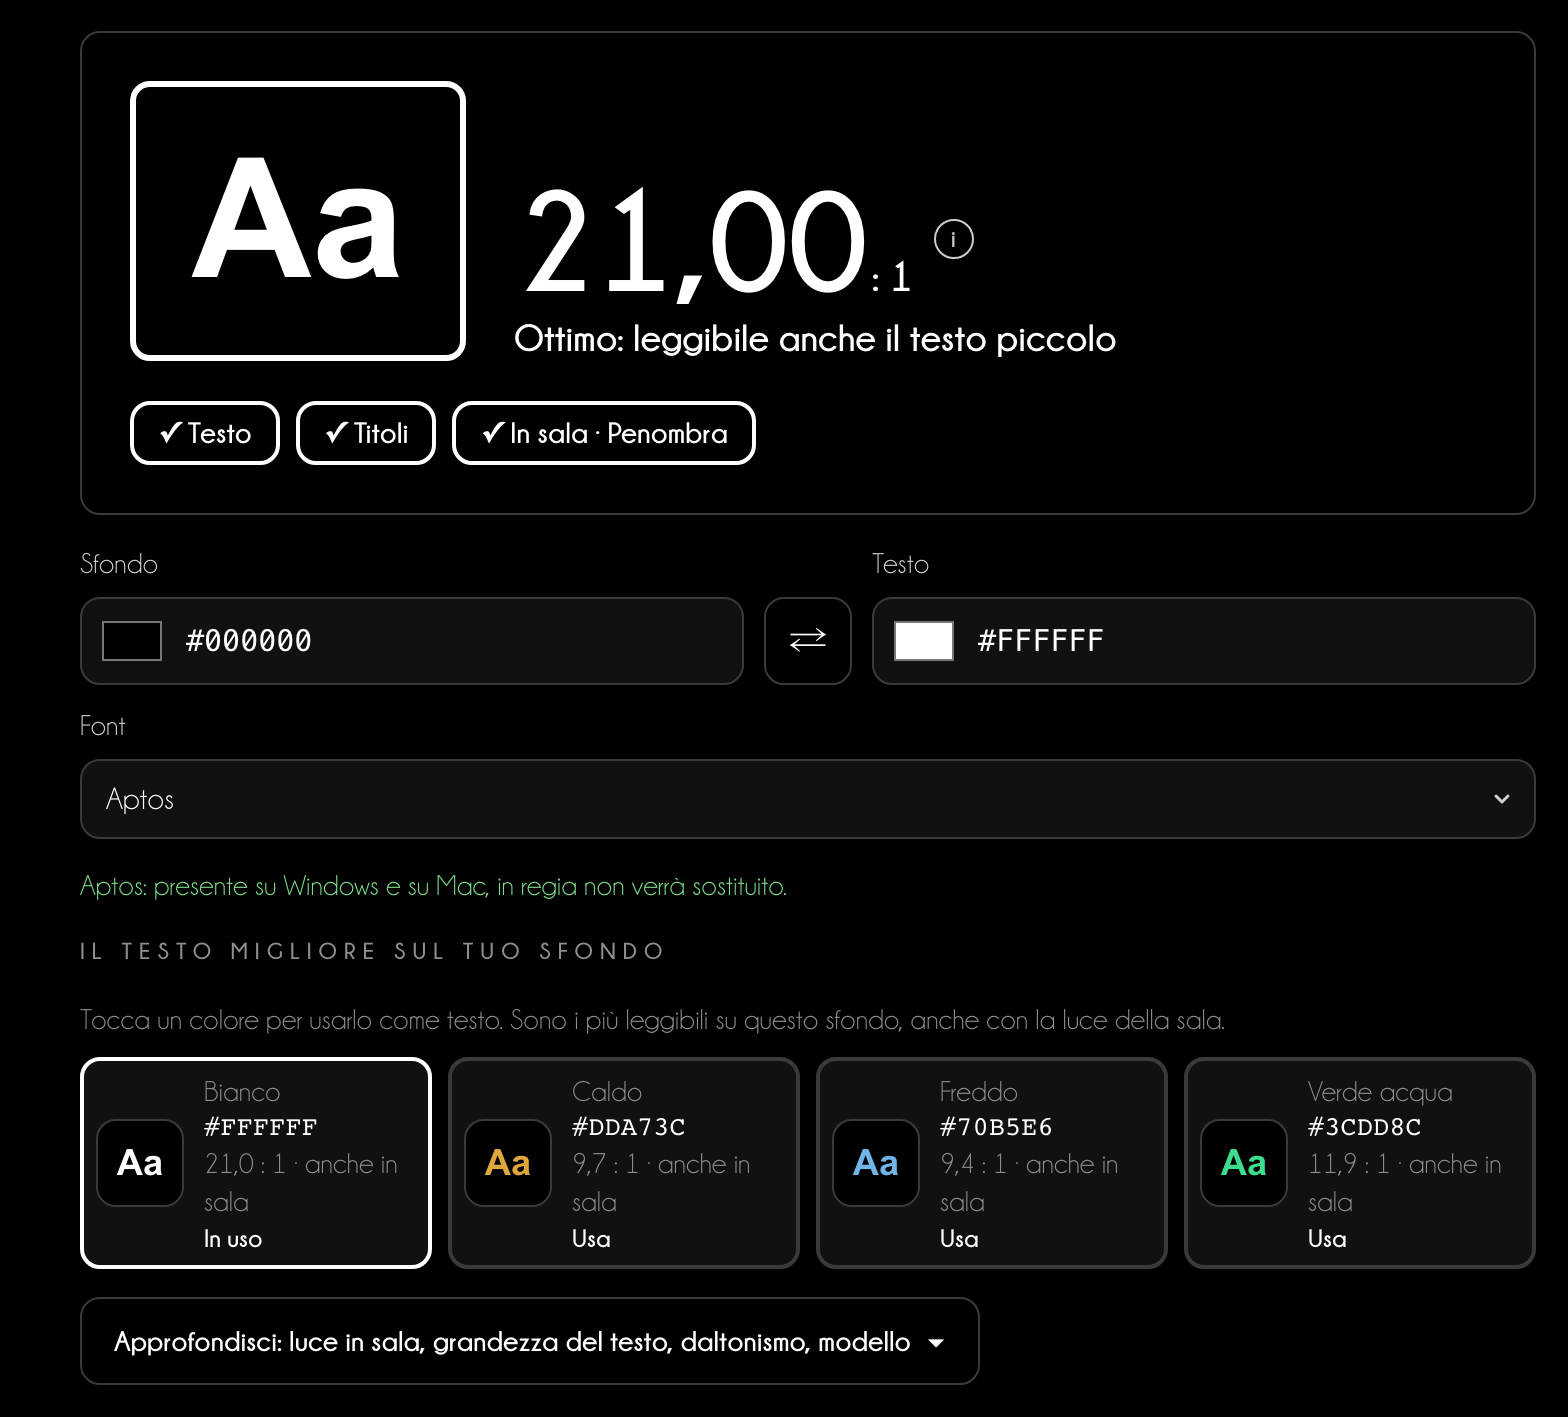 Aa
21,00 : 1 i
Ottimo: leggibile anche il testo piccolo
✓ Testo
✓ Titoli
✓ In sala · Penombra
Sfondo
#000000
⇄
Testo
#FFFFFF
Font
Aptos
Aptos: presente su Windows e su Mac, in regia non verrà sostituito.
IL TESTO MIGLIORE SUL TUO SFONDO
Tocca un colore per usarlo come testo. Sono i più leggibili su questo sfondo, anche con la luce della sala.
Aa
Bianco
#FFFFFF
21,0 : 1 · anche in
sala
In uso
Aa
Caldo
#DDA73C
9,7 : 1 · anche in
sala
Usa
Aa
Freddo
#70B5E6
9,4 : 1 · anche in
sala
Usa
Aa
Verde acqua
#3CDD8C
11,9 : 1 · anche in
sala
Usa
Approfondisci: luce in sala, grandezza del testo, daltonismo, modello